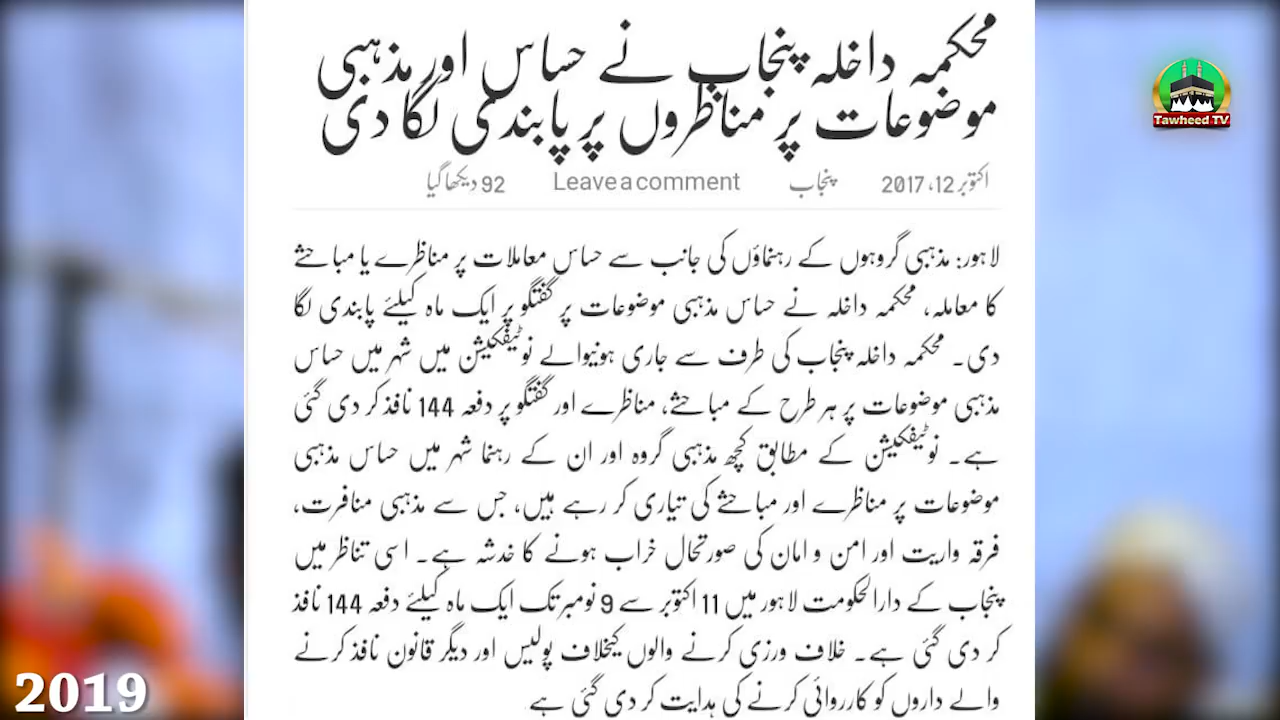 محکمہ داخلہ پنجاب نے حساس اور مذہبی
موضوعات پر مناظروں پر پابندی لگا دی
اکتوبر 12، 2017 پنجاب Leave a comment 92 دیکھا گیا
لاہور: مذہبی گروہوں کے رہنماؤں کی جانب سے حساس معاملات پر مناظرے یا مباحثے
کا معاملہ، محکمہ داخلہ نے حساس مذہبی موضوعات پر گفتگو پر ایک ماہ کیلئے پابندی لگا
دی۔ محکمہ داخلہ پنجاب کی طرف سے جاری ہونیوالے نوٹیفکیشن میں شہر میں حساس
مذہبی موضوعات پر ہر طرح کے مباحثے، مناظرے اور گفتگو پر دفعہ 144 نافذ کر دی گئی
ہے۔ نوٹیفکیشن کے مطابق کچھ مذہبی گروہ اور ان کے رہنما شہر میں حساس مذہبی
موضوعات پر مناظرے اور مباحثے کی تیاری کر رہے ہیں، جس سے مذہبی منافرت،
فرقہ واریت اور امن و امان کی صورتحال خراب ہونے کا خدشہ ہے۔ اسی تناظر میں
پنجاب کے دارالحکومت لاہور میں 11 اکتوبر سے 9 نومبر تک ایک ماہ کیلئے دفعہ 144 نافذ
کر دی گئی ہے۔ خلاف ورزی کرنے والوں کیخلاف پولیس اور دیگر قانون نافذ کرنے
والے داروں کو کارروائی کرنے کی ہدایت کر دی گئی ہے
Tawheed TV
2019